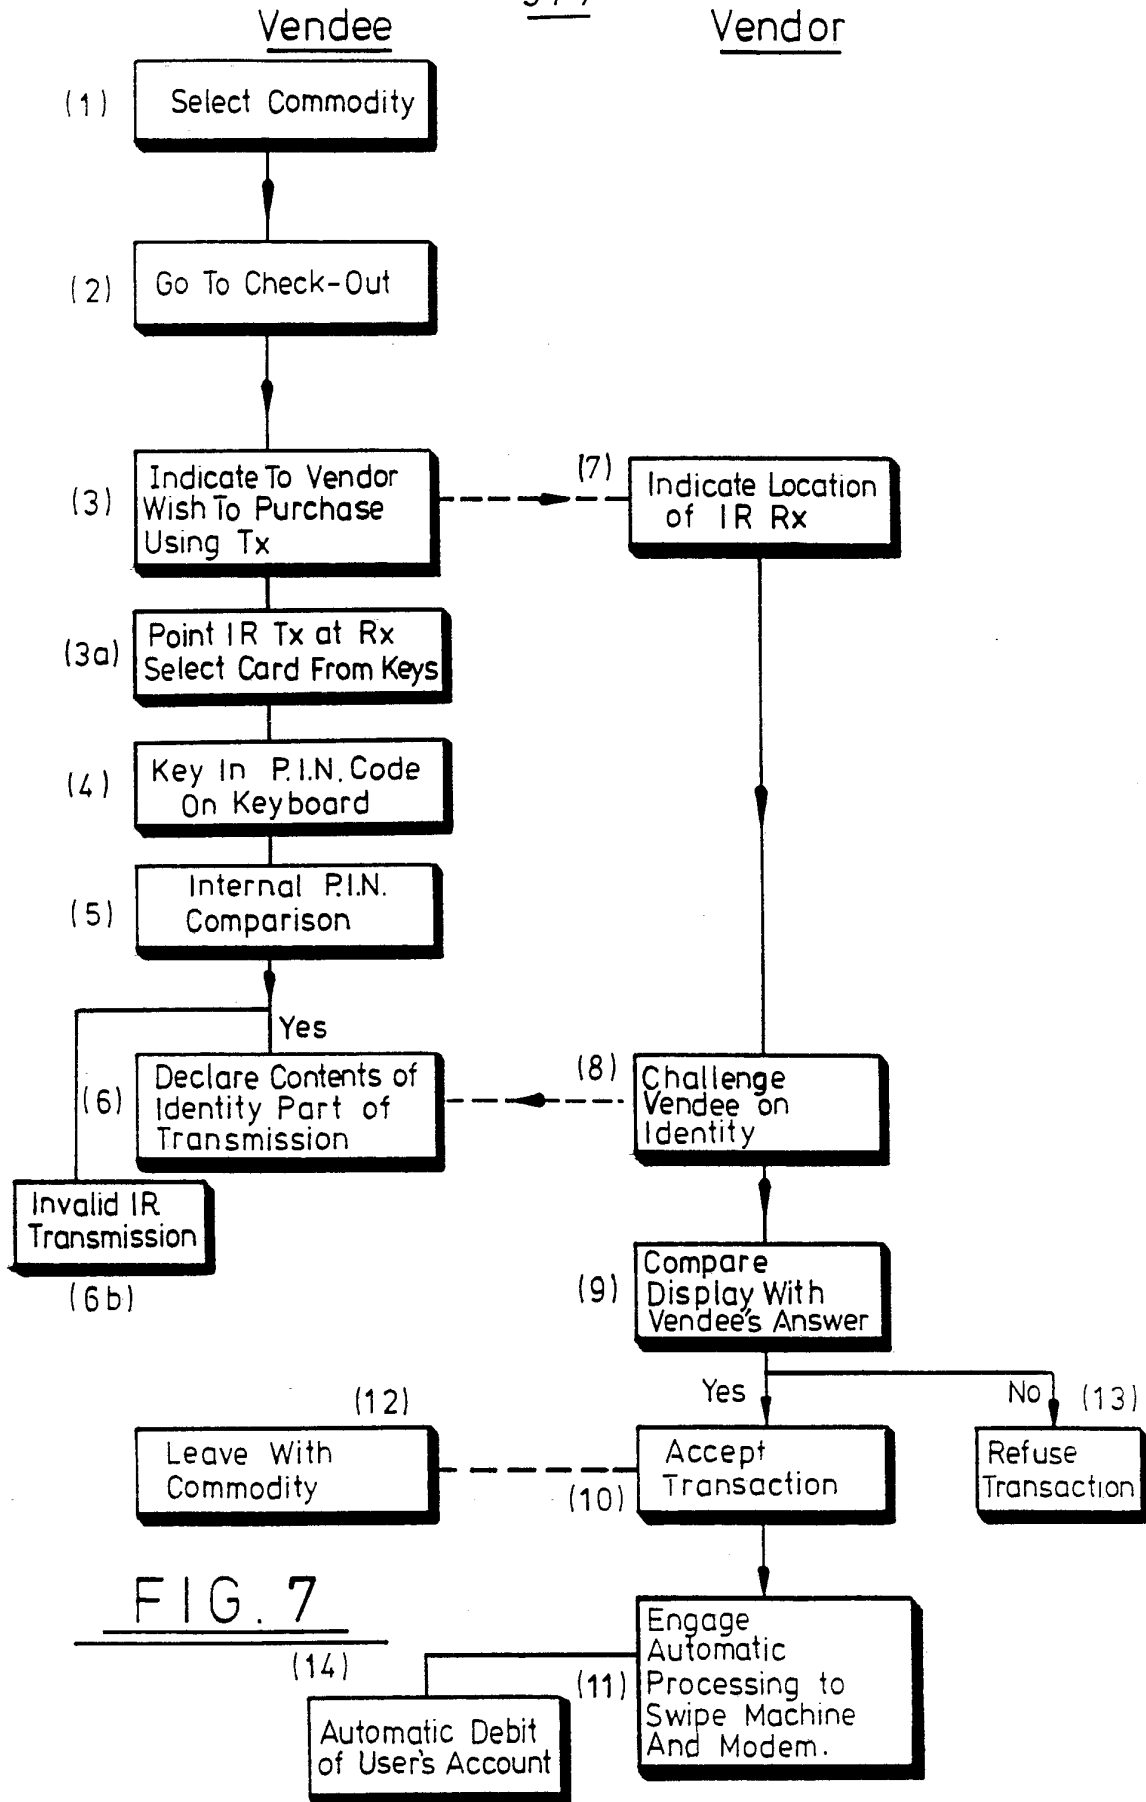 Vendee
Vendor
(1)
Select Commodity
(2)
Go To Check-Out
(3)
Indicate To Vendor
Wish To Purchase
Using Tx
(7)
Indicate Location
of IR Rx
(3a)
Point IR Tx at Rx
Select Card From Keys
(4)
Key In P.I.N. Code
On Keyboard
(5)
Internal P.I.N.
Comparison
Yes
(6)
Declare Contents of
Identity Part of
Transmission
(8)
Challenge
Vendee on
Identity
Invalid IR
Transmission
(6b)
(9)
Compare
Display With
Vendee's Answer
Yes
No
(13)
(12)
Leave With
Commodity
Accept
Transaction
(10)
Refuse
Transaction
FIG. 7
(14)
Automatic Debit
of User's Account
(11)
Engage
Automatic
Processing to
Swipe Machine
And Modem.